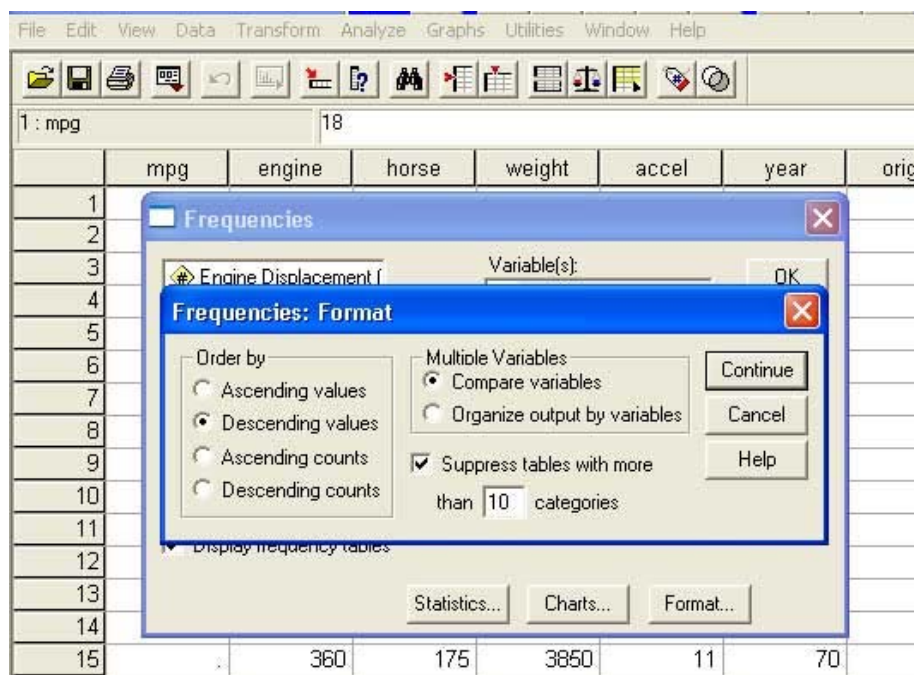 File Edit View Data Transform Analyze Graphs Utilities Window Help
1 : mpg 18
mpg engine horse weight accel year orig
1
2
3
4
5
6
7
8
9
10
11
12
13
14
15 . 360 175 3850 11 70
Frequencies
Engine Displacement (
Variable(s):
OK
Frequencies: Format
Order by
Ascending values
Descending values
Ascending counts
Descending counts
Multiple Variables
Compare variables
Organize output by variables
Suppress tables with more
than 10 categories
Continue
Cancel
Help
Display frequency tables
Statistics... Charts... Format...